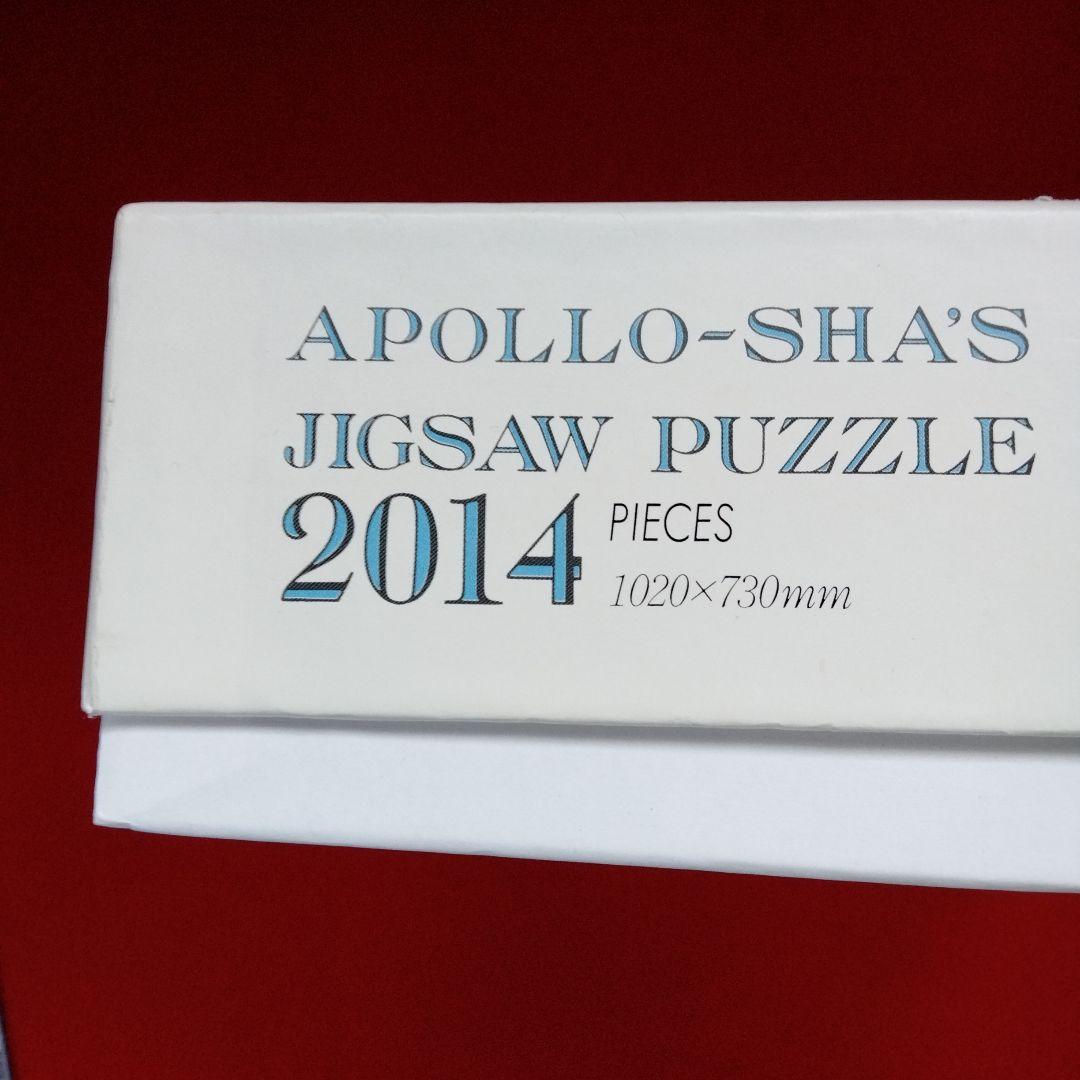 APOLLO-SHA'S
JIGSAW PUZZLE
2014 PIECES
1020×730mm